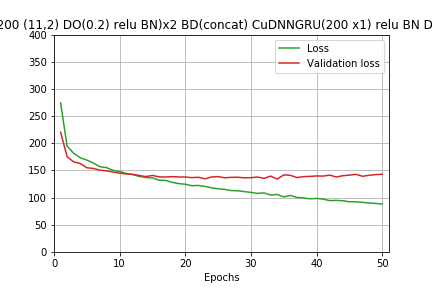 200 (11,2) DO(0.2) relu BN)x2 BD(concat) CuDNNGRU(200 x1) relu BN D
Loss
Validation loss
400
350
300
250
200
150
100
50
0
0 10 20 30 40 50
Epochs